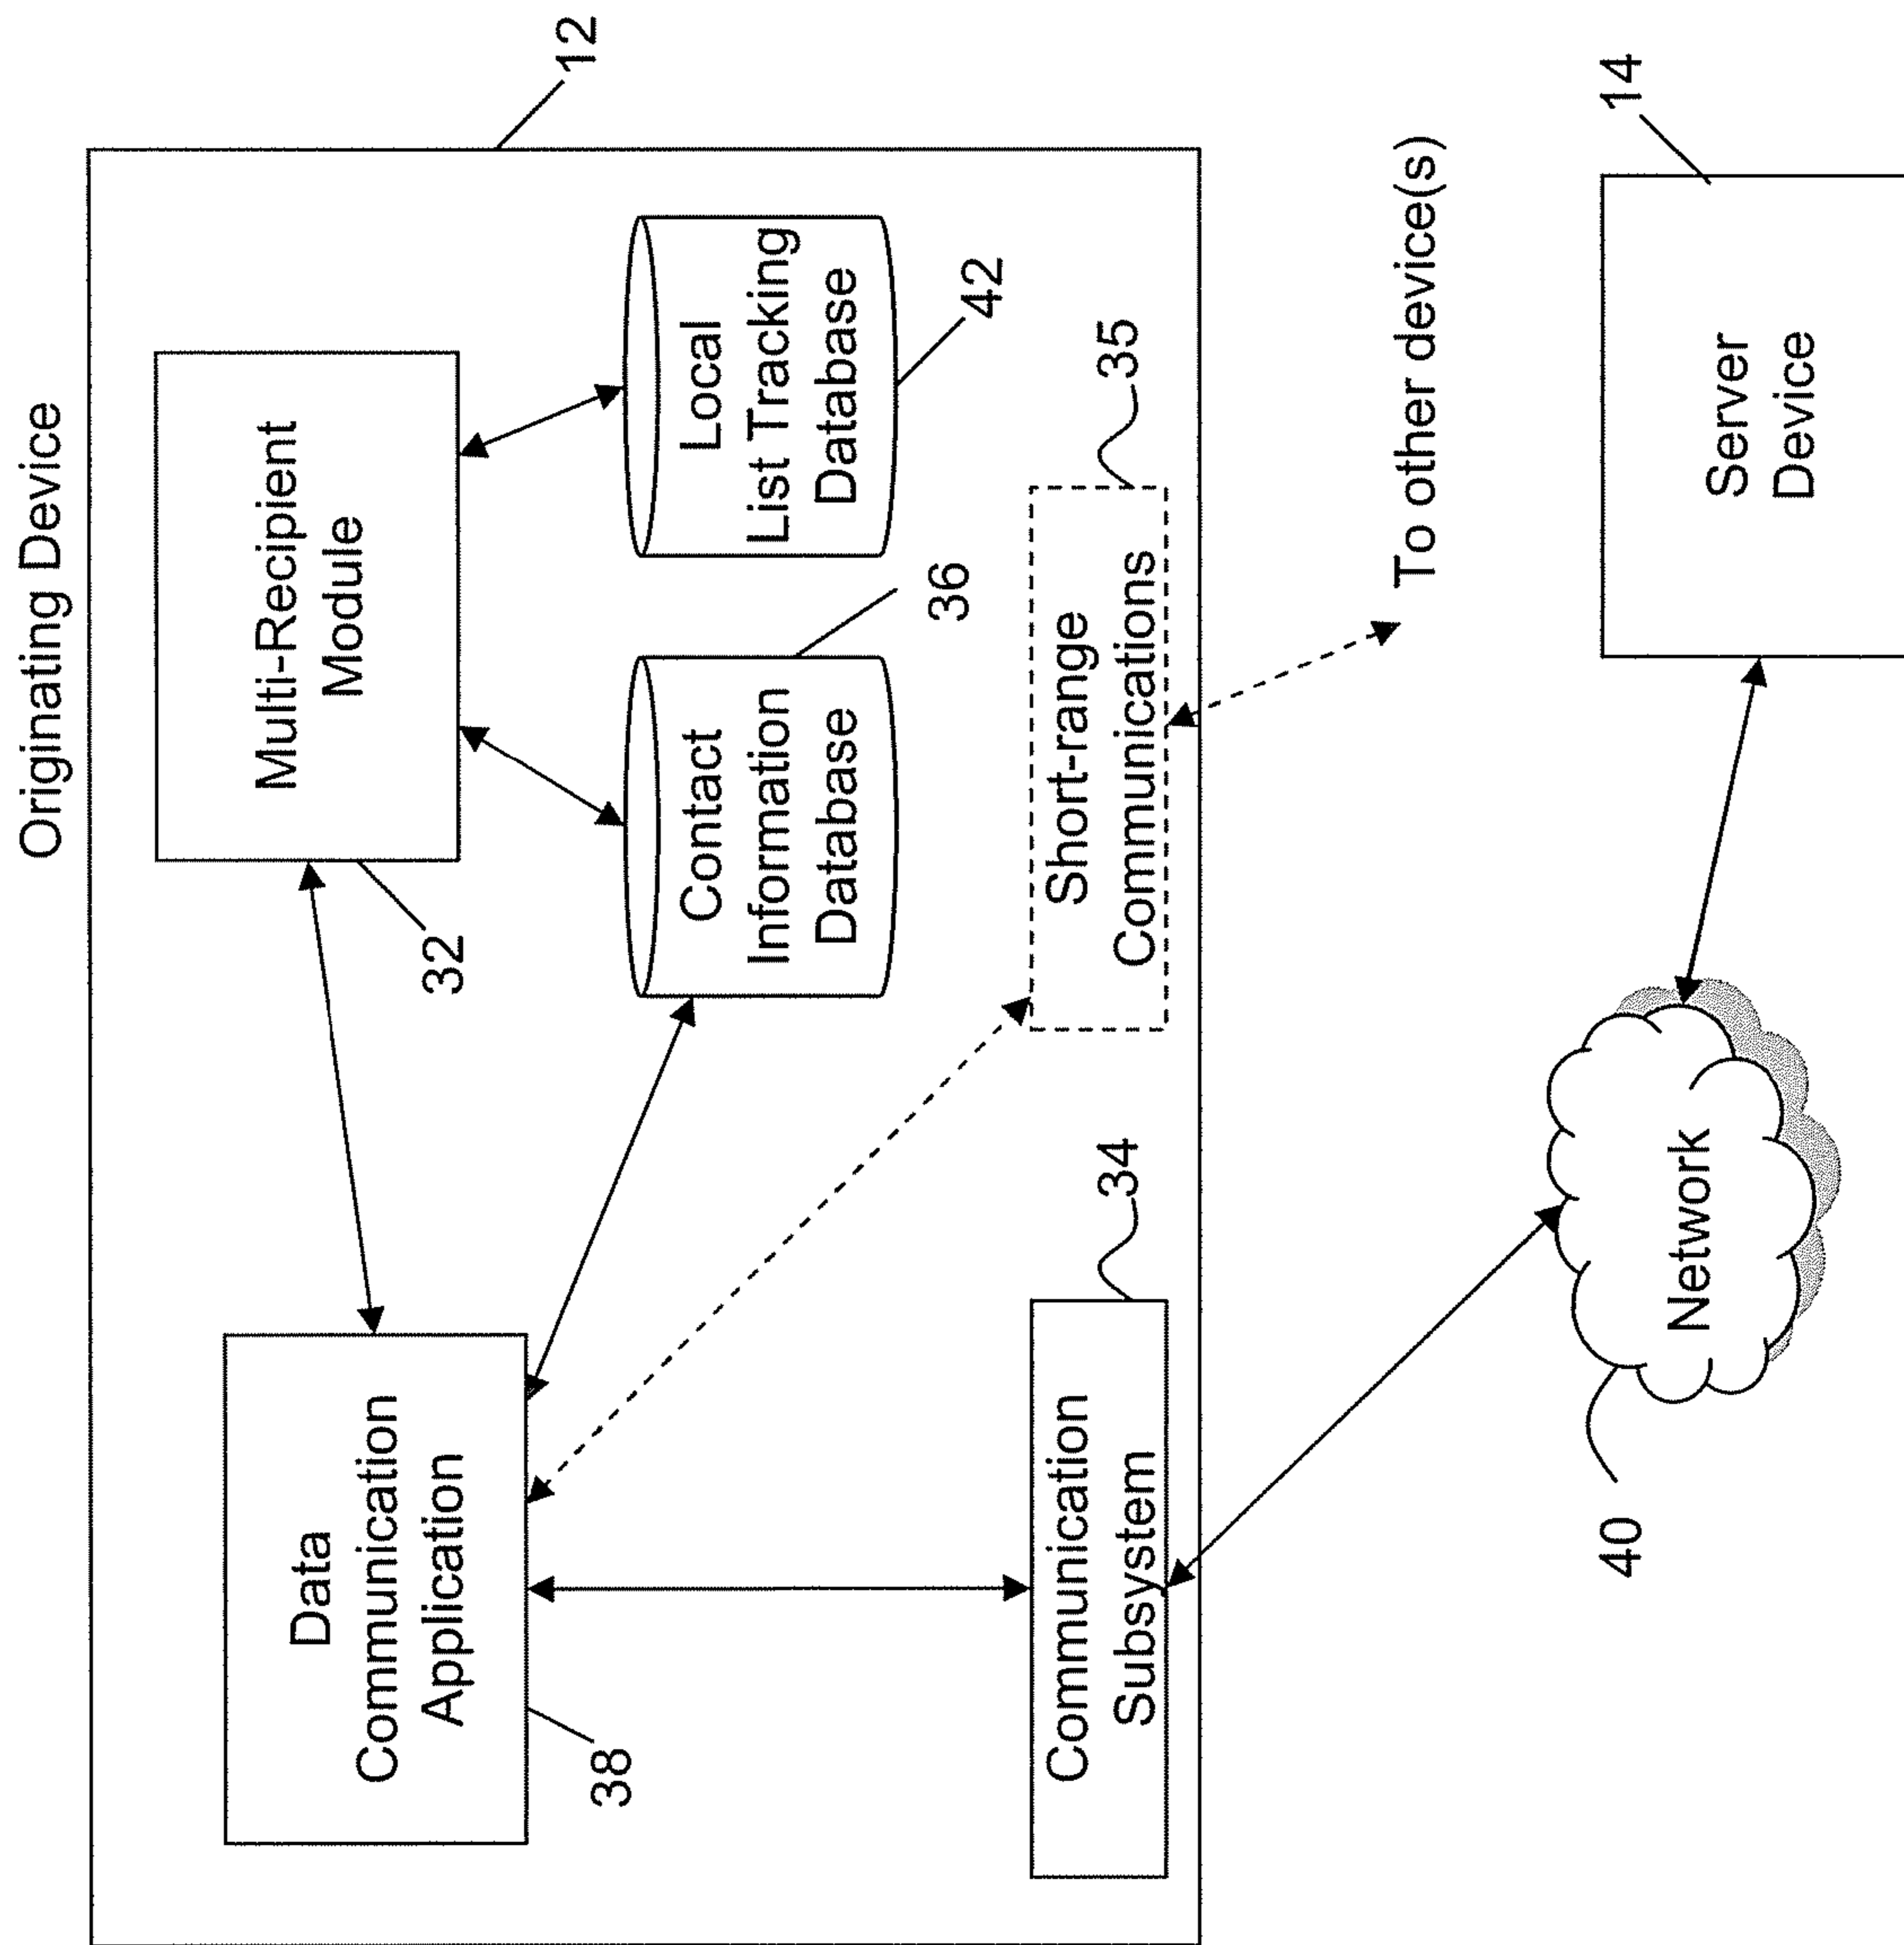 Originating Device
12
Data
Communication
Application
38
Multi-Recipient
Module
32
Contact
Information
Database
36
Local
List Tracking
Database
42
Communication
Subsystem
34
Short-range
Communications
35
To other device(s)
Network
40
Server
Device
14